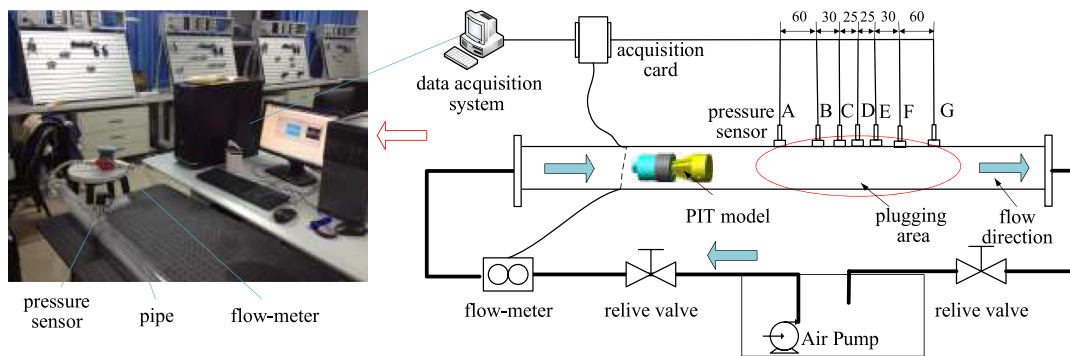 60 30 25 25 30 60
acquisition
card
data acquisition
system
pressure
sensor
A B C D E F G
PIT model
plugging
area
flow
direction
flow-meter
relive valve
relive valve
Air Pump
pressure
sensor
pipe
flow-meter